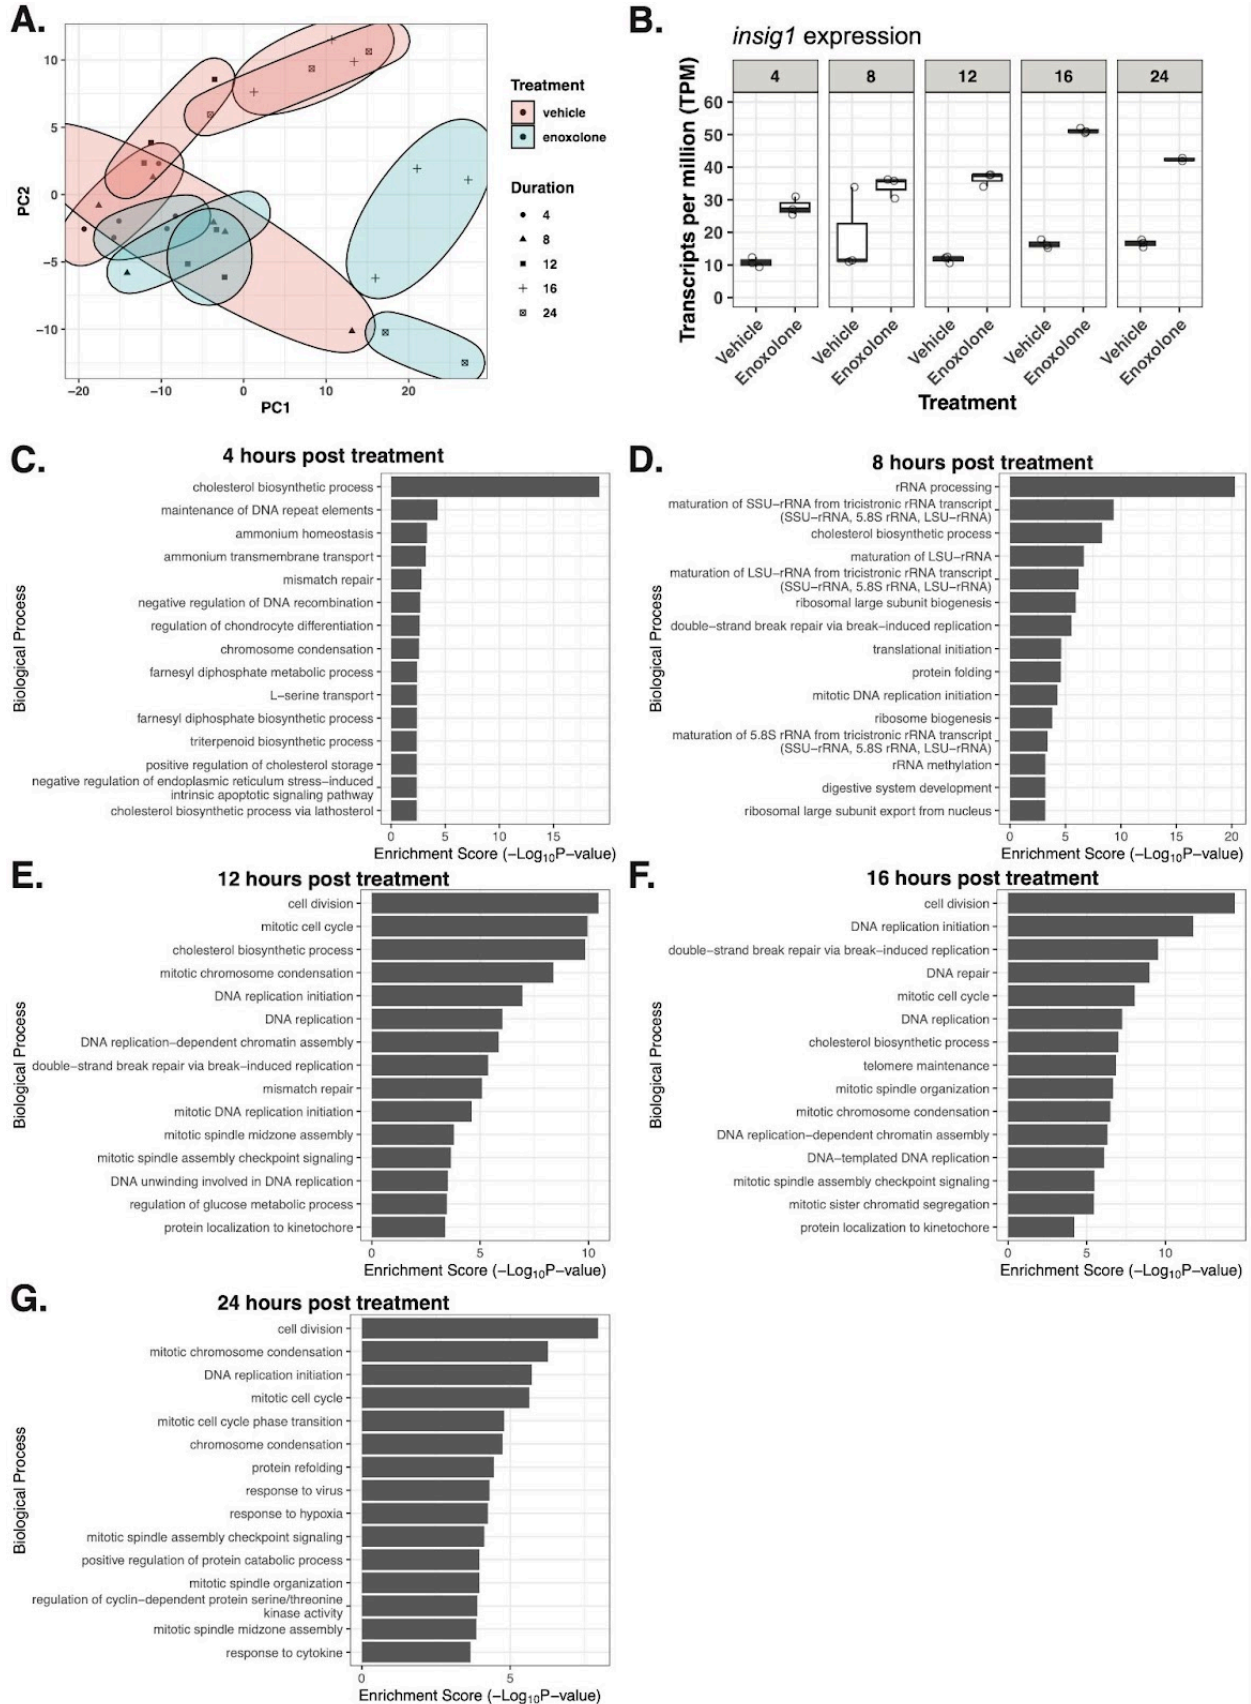 A.
10
5
0
−5
−10
PC2
−20
−10
0
10
20
PC1
Treatment
vehicle
enoxolone
Duration
4
8
12
16
24
B.
insig1 expression
4
8
12
16
24
60
50
40
30
20
10
0
Transcripts per million (TPM)
Vehicle
Enoxolone
Vehicle
Enoxolone
Vehicle
Enoxolone
Vehicle
Enoxolone
Vehicle
Enoxolone
Treatment
C.
4 hours post treatment
Biological Process
cholesterol biosynthetic process
maintenance of DNA repeat elements
ammonium homeostasis
ammonium transmembrane transport
mismatch repair
negative regulation of DNA recombination
regulation of chondrocyte differentiation
chromosome condensation
farnesyl diphosphate metabolic process
L−serine transport
farnesyl diphosphate biosynthetic process
triterpenoid biosynthetic process
positive regulation of cholesterol storage
negative regulation of endoplasmic reticulum stress−induced
intrinsic apoptotic signaling pathway
cholesterol biosynthetic process via lathosterol
0
5
10
15
Enrichment Score (−Log10P−value)
D.
8 hours post treatment
Biological Process
rRNA processing
maturation of SSU−rRNA from tricistronic rRNA transcript
(SSU−rRNA, 5.8S rRNA, LSU−rRNA)
cholesterol biosynthetic process
maturation of LSU−rRNA
maturation of LSU−rRNA from tricistronic rRNA transcript
(SSU−rRNA, 5.8S rRNA, LSU−rRNA)
ribosomal large subunit biogenesis
double−strand break repair via break−induced replication
translational initiation
protein folding
mitotic DNA replication initiation
ribosome biogenesis
maturation of 5.8S rRNA from tricistronic rRNA transcript
(SSU−rRNA, 5.8S rRNA, LSU−rRNA)
rRNA methylation
digestive system development
ribosomal large subunit export from nucleus
0
5
10
15
20
Enrichment Score (−Log10P−value)
E.
12 hours post treatment
Biological Process
cell division
mitotic cell cycle
cholesterol biosynthetic process
mitotic chromosome condensation
DNA replication initiation
DNA replication
DNA replication−dependent chromatin assembly
double−strand break repair via break−induced replication
mismatch repair
mitotic DNA replication initiation
mitotic spindle midzone assembly
mitotic spindle assembly checkpoint signaling
DNA unwinding involved in DNA replication
regulation of glucose metabolic process
protein localization to kinetochore
0
5
10
Enrichment Score (−Log10P−value)
F.
16 hours post treatment
Biological Process
cell division
DNA replication initiation
double−strand break repair via break−induced replication
DNA repair
mitotic cell cycle
DNA replication
cholesterol biosynthetic process
telomere maintenance
mitotic spindle organization
mitotic chromosome condensation
DNA replication−dependent chromatin assembly
DNA−templated DNA replication
mitotic spindle assembly checkpoint signaling
mitotic sister chromatid segregation
protein localization to kinetochore
0
5
10
Enrichment Score (−Log10P−value)
G.
24 hours post treatment
Biological Process
cell division
mitotic chromosome condensation
DNA replication initiation
mitotic cell cycle
mitotic cell cycle phase transition
chromosome condensation
protein refolding
response to virus
response to hypoxia
mitotic spindle assembly checkpoint signaling
positive regulation of protein catabolic process
mitotic spindle organization
regulation of cyclin−dependent protein serine/threonine
kinase activity
mitotic spindle midzone assembly
response to cytokine
0
5
Enrichment Score (−Log10P−value)